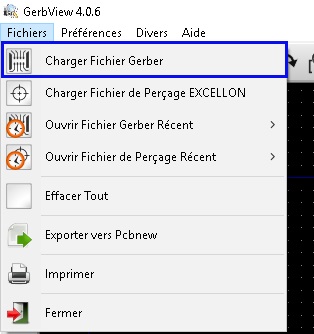 GerbView 4.0.6
Fichiers Préférences Divers Aide
Charger Fichier Gerber
Charger Fichier de Perçage EXCELLON
Ouvrir Fichier Gerber Récent
Ouvrir Fichier de Perçage Récent
Effacer Tout
Exporter vers Pcbnew
Imprimer
Fermer